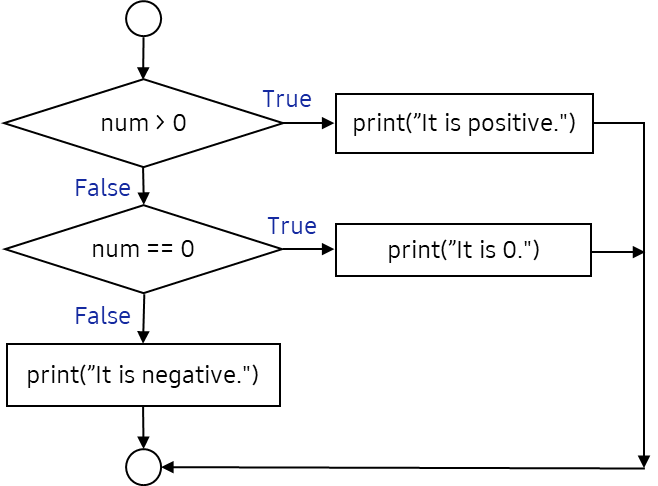 True
num > 0
print(”It is positive.")
False
True
num == 0
print(”It is 0.")
False
print(”It is negative.")